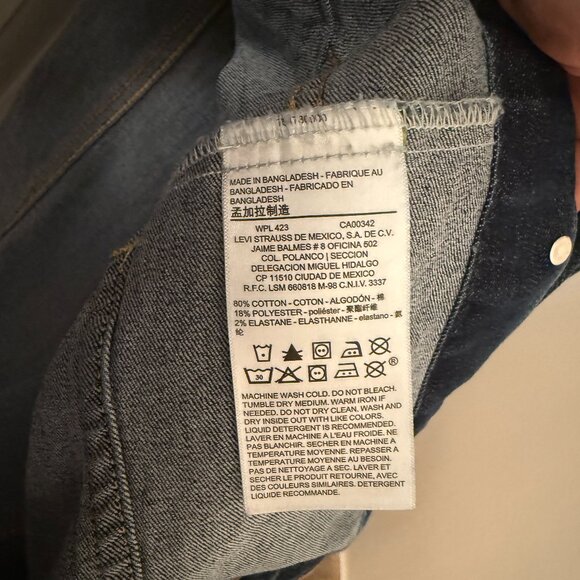 MADE IN BANGLADESH - FABRIQUE AU
BANGLADESH - FABRICADO EN
BANGLADESH
孟加拉制造
WPL 423 CA00342
LEVI STRAUSS DE MEXICO, S.A. DE C.V.
JAIME BALMES # 8 OFICINA 502
COL. POLANCO | SECCION
DELEGACION MIGUEL HIDALGO
CP 11510 CIUDAD DE MEXICO
R.F.C. LSM 660818 M-98 C.N.I.V. 3337
80% COTTON - COTON - ALGODÓN - 棉
18% POLYESTER - poliéster - 聚酯纤维
2% ELASTANE - ELASTHANNE - elastano - 氨
纶
30 ®
MACHINE WASH COLD. DO NOT BLEACH.
TUMBLE DRY MEDIUM. WARM IRON IF
NEEDED. DO NOT DRY CLEAN. WASH AND
DRY INSIDE OUT WITH LIKE COLORS.
LIQUID DETERGENT IS RECOMMENDED.
LAVER EN MACHINE A L'EAU FROIDE. NE
PAS BLANCHIR. SECHER EN MACHINE A
TEMPERATURE MOYENNE. REPASSER A
TEMPERATURE MOYENNE AU BESOIN.
PAS DE NETTOYAGE A SEC. LAVER ET
SECHER LE PRODUIT RETOURNE, AVEC
DES COULEURS SIMILAIRES. DETERGENT
LIQUIDE RECOMMANDE.